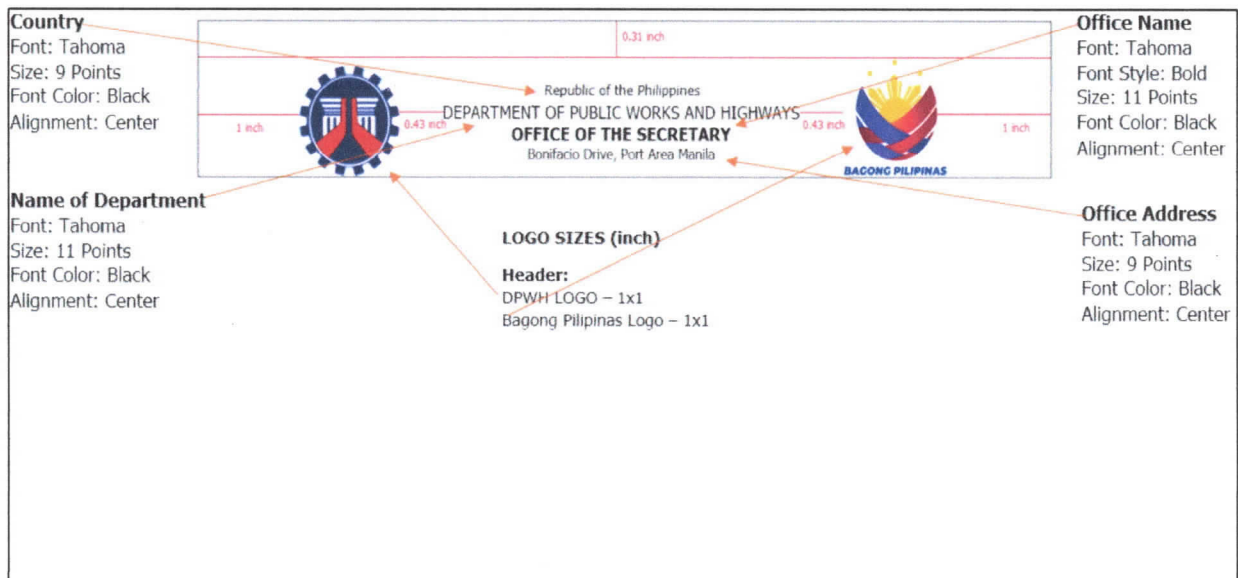 Country
Font: Tahoma
Size: 9 Points
Font Color: Black
Alignment: Center
0.31 inch
Office Name
Font: Tahoma
Font Style: Bold
Size: 11 Points
Font Color: Black
Alignment: Center
Republic of the Philippines
DEPARTMENT OF PUBLIC WORKS AND HIGHWAYS
OFFICE OF THE SECRETARY
Bonifacio Drive, Port Area Manila
1 inch
0.43 inch
0.43 inch
1 inch
BAGONG PILIPINAS
Name of Department
Font: Tahoma
Size: 11 Points
Font Color: Black
Alignment: Center
LOGO SIZES (inch)
Header:
DPWH LOGO – 1x1
Bagong Pilipinas Logo – 1x1
Office Address
Font: Tahoma
Size: 9 Points
Font Color: Black
Alignment: Center